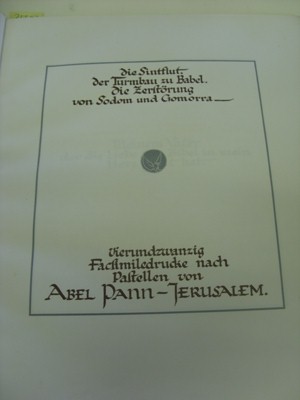 die Sintflut
der Turmbau zu Babel.
die Zerstörung
von Sodom und Gomorra
Vierundzwanzig
Facsimiledrucke nach
Pastellen von
ABEL PANN – JERUSALEM.